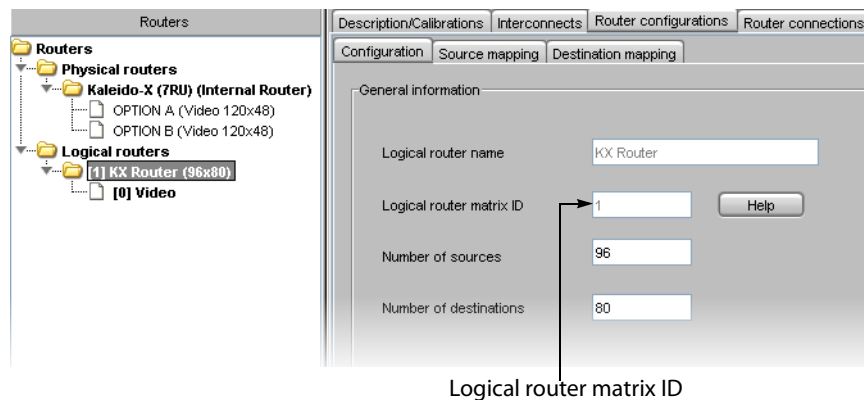 Routers
Routers
Physical routers
Kaleido-X (7RU) (Internal Router)
OPTION A (Video 120x48)
OPTION B (Video 120x48)
Logical routers
[1] KX Router (96x80)
[0] Video
Description/Calibrations Interconnects Router configurations Router connections
Configuration Source mapping Destination mapping
General information
Logical router name KX Router
Logical router matrix ID 1 Help
Number of sources 96
Number of destinations 80
Logical router matrix ID